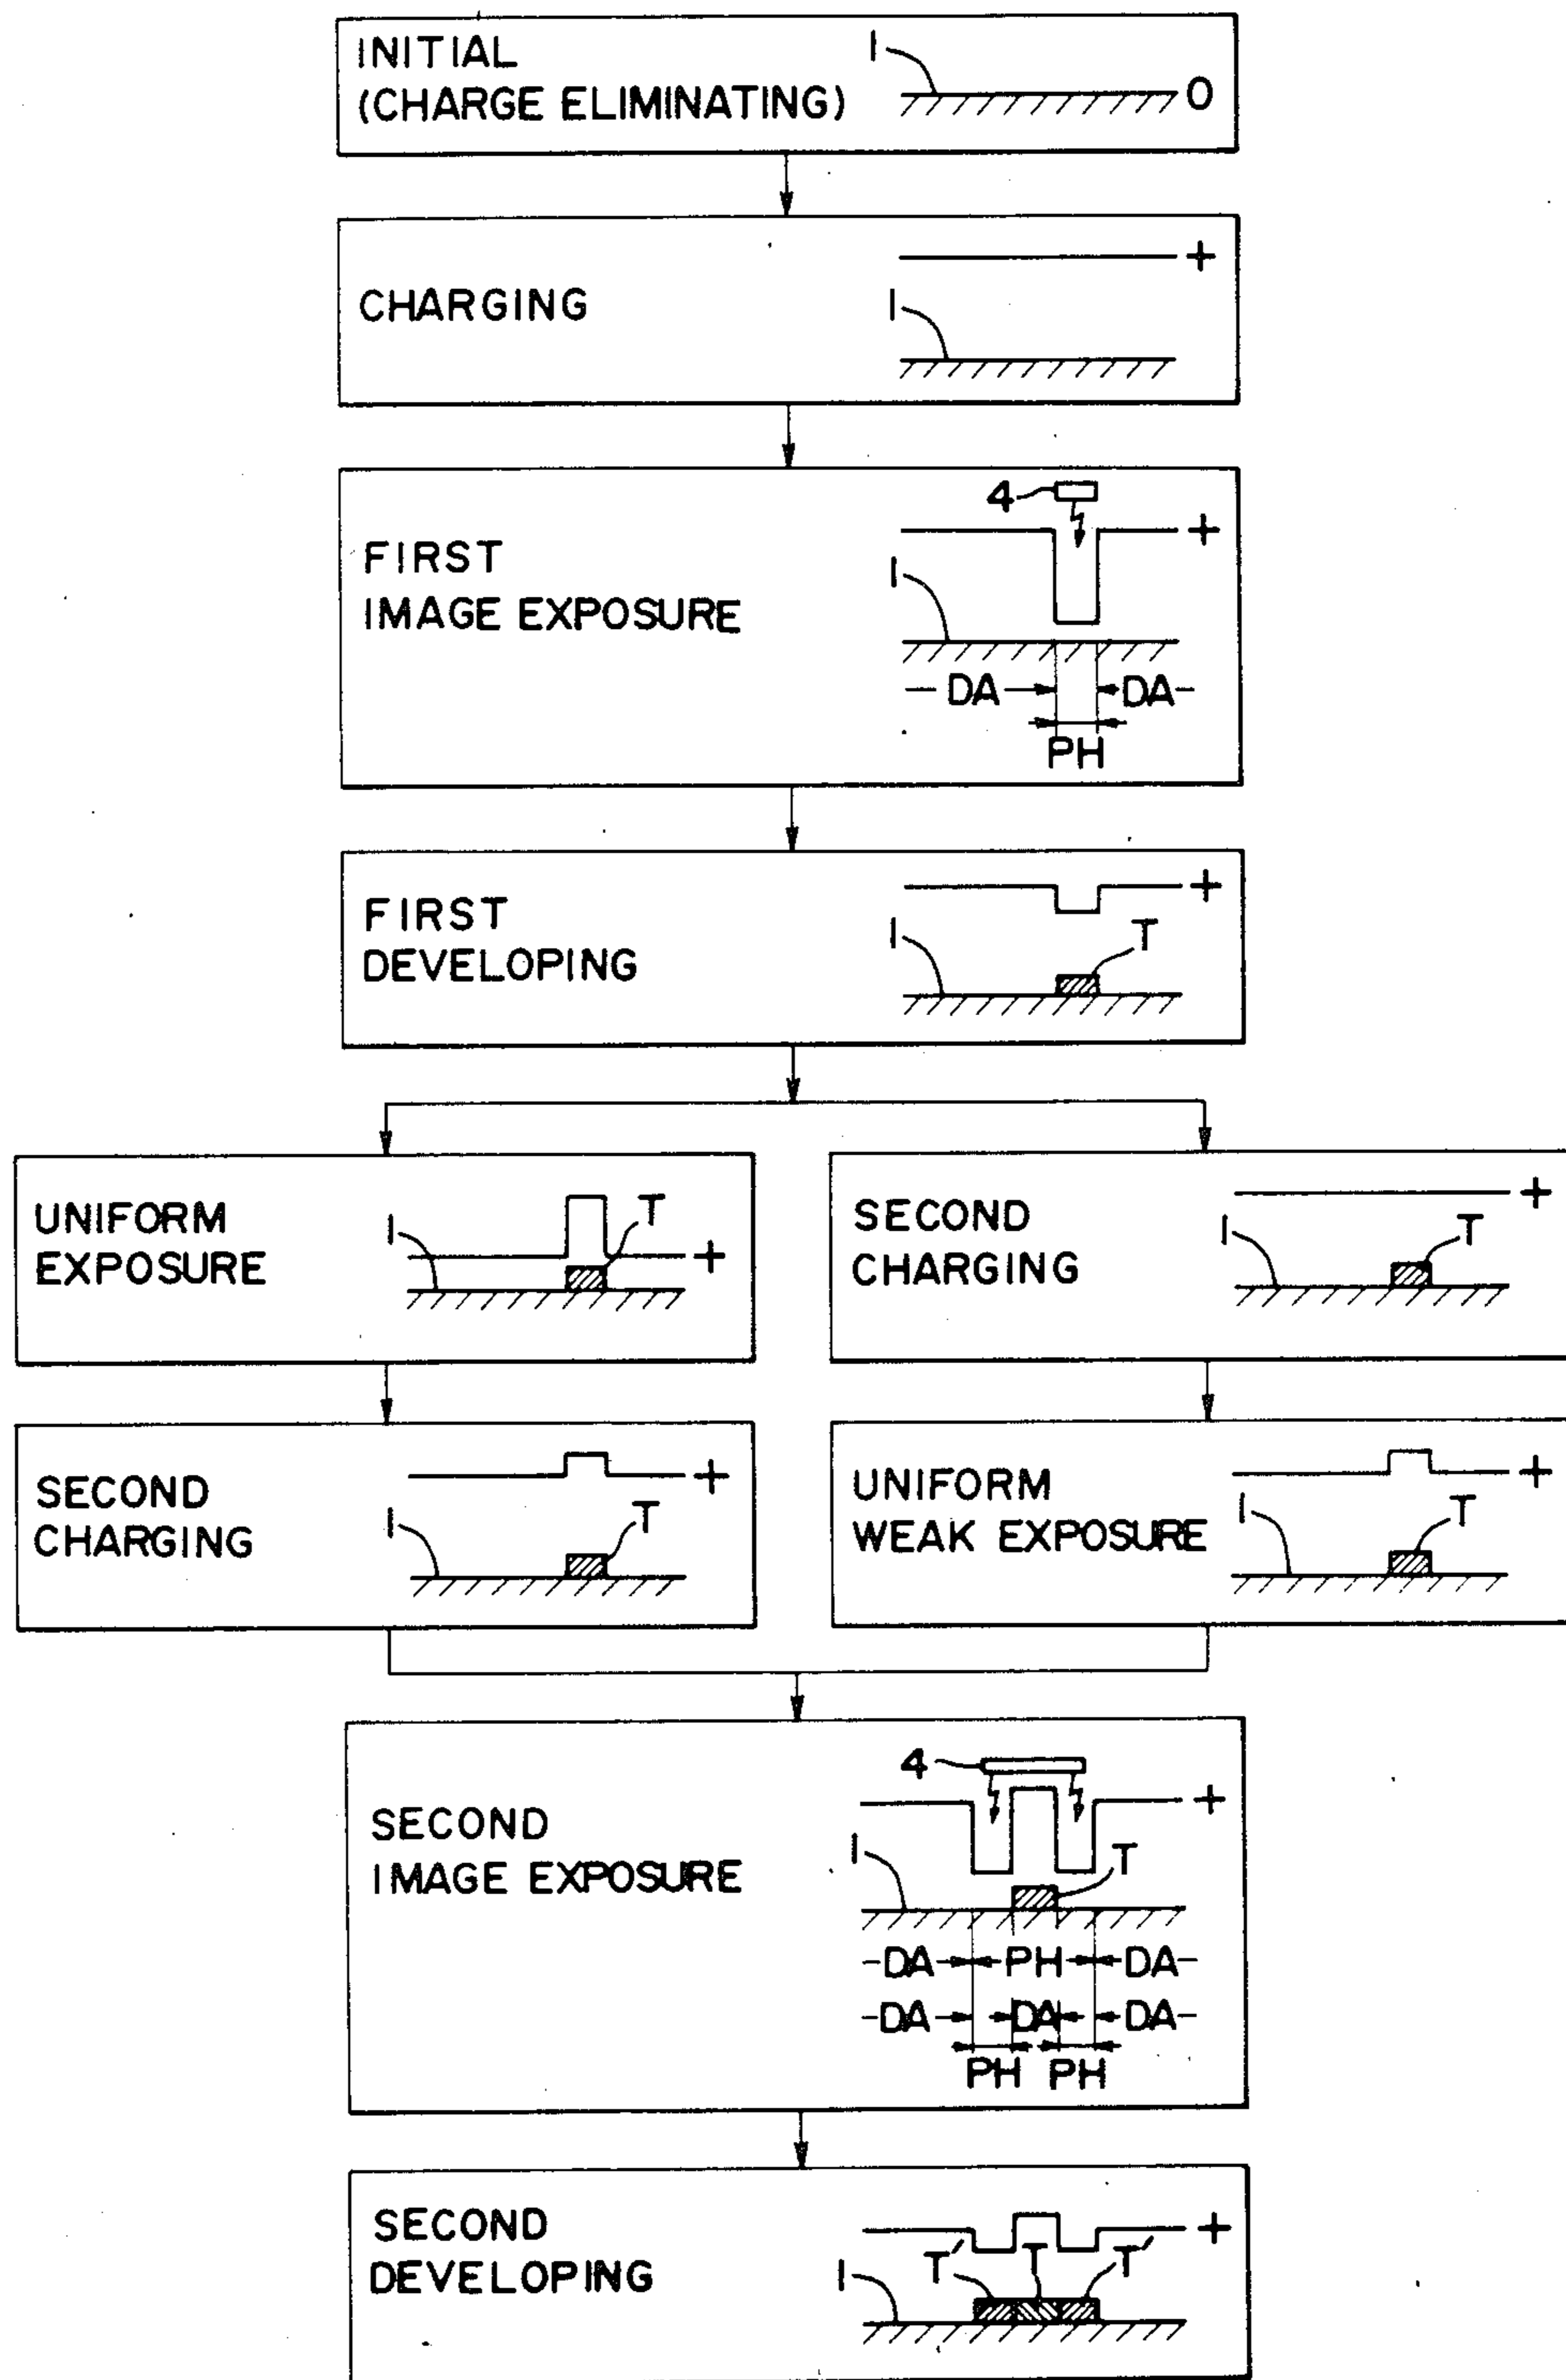 INITIAL
(CHARGE ELIMINATING)
1
0
CHARGING
+
1
FIRST
IMAGE EXPOSURE
4
+
1
DA DA
PH
FIRST
DEVELOPING
+
1
T
UNIFORM
EXPOSURE
1
T
+
SECOND
CHARGING
+
1
T
SECOND
CHARGING
+
1
T
UNIFORM
WEAK EXPOSURE
+
1
T
SECOND
IMAGE EXPOSURE
4
+
1
T
DA PH DA
DA DA DA
PH PH
SECOND
DEVELOPING
+
1
T' T T'